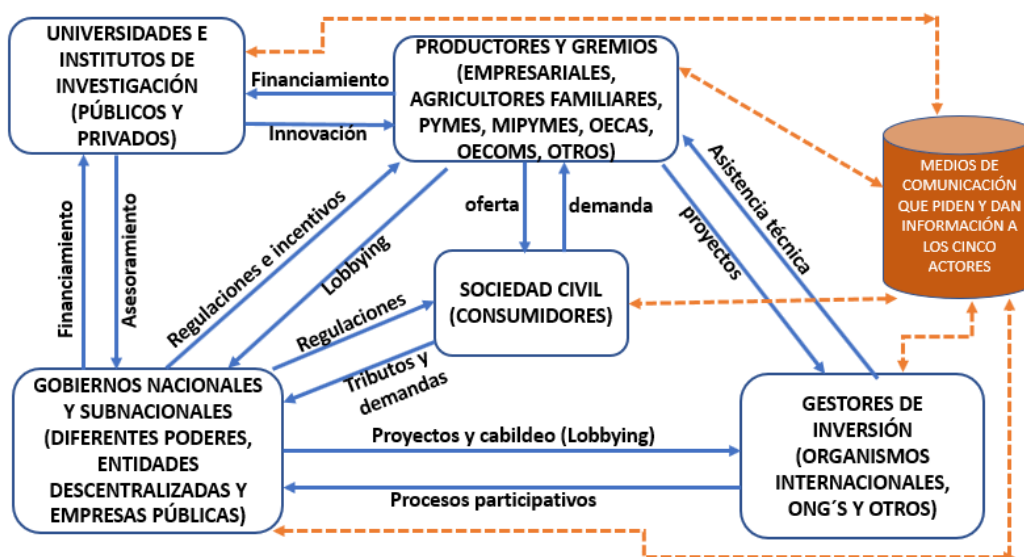 UNIVERSIDADES E
INSTITUTOS DE
INVESTIGACIÓN
(PÚBLICOS Y
PRIVADOS)
Financiamiento
Innovación
PRODUCTORES Y GREMIOS
(EMPRESARIALES,
AGRICULTORES FAMILIARES,
PYMES, MIPYMES, OECAS,
OECOMS, OTROS)
MEDIOS DE
COMUNICACIÓN
QUE PIDEN Y DAN
INFORMACIÓN A
LOS CINCO
ACTORES
Financiamiento
Asesoramiento
Regulaciones e incentivos
Lobbying
oferta
demanda
proyectos
Asistencia técnica
SOCIEDAD CIVIL
(CONSUMIDORES)
Regulaciones
Tributos y
demandas
GOBIERNOS NACIONALES
Y SUBNACIONALES
(DIFERENTES PODERES,
ENTIDADES
DESCENTRALIZADAS Y
EMPRESAS PÚBLICAS)
Proyectos y cabildeo (Lobbying)
Procesos participativos
GESTORES DE
INVERSIÓN
(ORGANISMOS
INTERNACIONALES,
ONG´S Y OTROS)